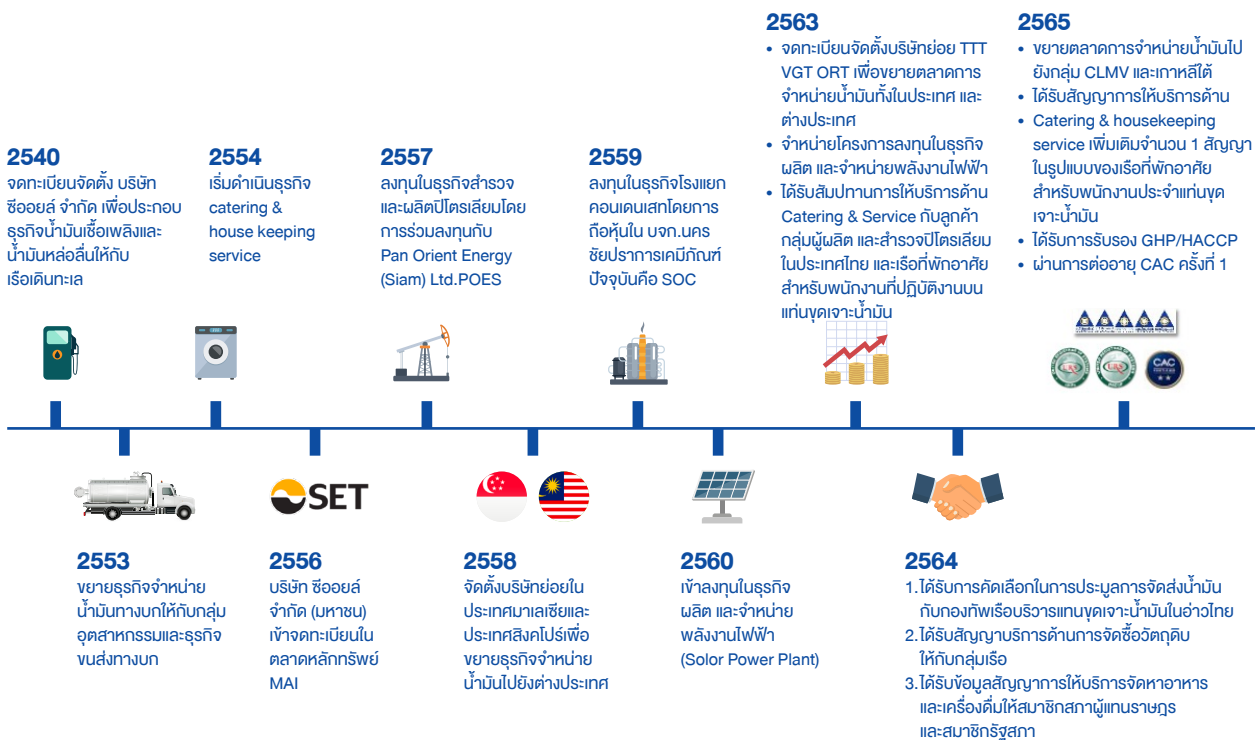 2540
จดทะเบียนจัดตั้ง บริษัท
ซีออยล์ จำกัด เพื่อประกอบ
ธุรกิจน้ำมันเชื้อเพลิงและ
น้ำมันหล่อลื่นให้กับ
เรือเดินทะเล
2553
ขยายธุรกิจจำหน่าย
น้ำมันทางบกให้กับกลุ่ม
อุตสาหกรรมและธุรกิจ
ขนส่งทางบก
2554
เริ่มดำเนินธุรกิจ
catering &
house keeping
service
SET
2556
บริษัท ซีออยล์
จำกัด (มหาชน)
เข้าจดทะเบียนใน
ตลาดหลักทรัพย์
MAI
2557
ลงทุนในธุรกิจสำรวจ
และผลิตปิโตรเลียมโดย
การร่วมลงทุนกับ
Pan Orient Energy
(Siam) Ltd.POES
2558
จัดตั้งบริษัทย่อยใน
ประเทศมาเลเซียและ
ประเทศสิงคโปร์เพื่อ
ขยายธุรกิจจำหน่าย
น้ำมันไปยังต่างประเทศ
2559
ลงทุนในธุรกิจโรงแยก
คอนเดนเสทโดยการ
ถือหุ้นใน บจก.นคร
ชัยปราการเคมีภัณฑ์
ปัจจุบันคือ SOC
2560
เข้าลงทุนในธุรกิจ
ผลิต และจำหน่าย
พลังงานไฟฟ้า
(Solor Power Plant)
2563
• จดทะเบียนจัดตั้งบริษัทย่อย TTT
VGT ORT เพื่อขยายตลาดการ
จำหน่ายน้ำมันทั้งในประเทศ และ
ต่างประเทศ
• จำหน่ายโครงการลงทุนในธุรกิจ
ผลิต และจำหน่ายพลังงานไฟฟ้า
• ได้รับสัมปทานการให้บริการด้าน
Catering & Service กับลูกค้า
กลุ่มผู้ผลิต และสำรวจปิโตรเลียม
ในประเทศไทย และเรือที่พักอาศัย
สำหรับพนักงานที่ปฏิบัติงานบน
แท่นขุดเจาะน้ำมัน
2564
1.ได้รับการคัดเลือกในการประมูลการจัดส่งน้ำมัน
กับกองทัพเรือบริวารแทนขุดเจาะน้ำมันในอ่าวไทย
2.ได้รับสัญญาบริการด้านการจัดซื้อวัตถุดิบ
ให้กับกลุ่มเรือ
3.ได้รับข้อมูลสัญญาการให้บริการจัดหาอาหาร
และเครื่องดื่มให้สมาชิกสภาผู้แทนราษฎร
และสมาชิกรัฐสภา
2565
• ขยายตลาดการจำหน่ายน้ำมันไป
ยังกลุ่ม CLMV และเกาหลีใต้
• ได้รับสัญญาการให้บริการด้าน
• Catering & housekeeping
service เพิ่มเติมจำนวน 1 สัญญา
ในรูปแบบของเรือที่พักอาศัย
สำหรับพนักงานประจำแท่นขุด
เจาะน้ำมัน
• ได้รับการรับรอง GHP/HACCP
• ผ่านการต่ออายุ CAC ครั้งที่ 1
CAC